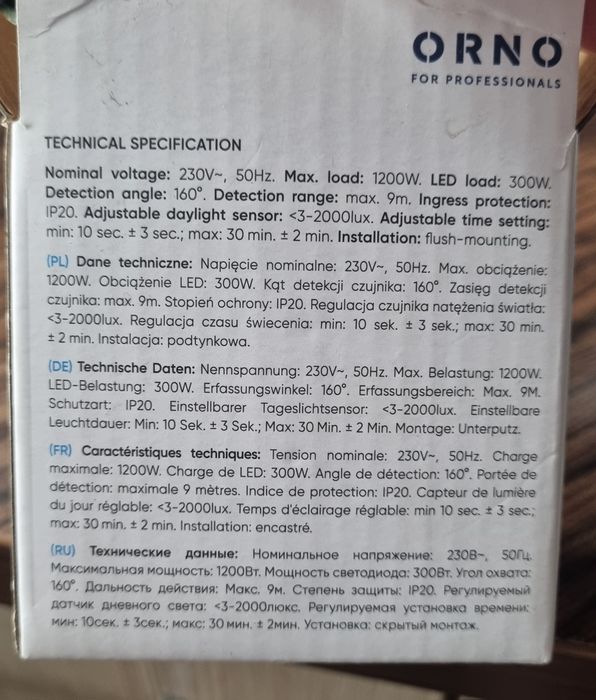 ORNO
FOR PROFESSIONALS
TECHNICAL SPECIFICATION
Nominal voltage: 230V~, 50Hz. Max. load: 1200W. LED load: 300W.
Detection angle: 160°. Detection range: max. 9m. Ingress protection:
IP20. Adjustable daylight sensor: <3-2000lux. Adjustable time setting:
min: 10 sec. ± 3 sec.; max: 30 min. ± 2 min. Installation: flush-mounting.
(PL) Dane techniczne: Napięcie nominalne: 230V~, 50Hz. Max. obciążenie:
1200W. Obciążenie LED: 300W. Kąt detekcji czujnika: 160°. Zasięg detekcji
czujnika: max. 9m. Stopień ochrony: IP20. Regulacja czujnika natężenia światła:
<3-2000lux. Regulacja czasu świecenia: min: 10 sek. ± 3 sek.; max: 30 min.
± 2 min. Instalacja: podtynkowa.
(DE) Technische Daten: Nennspannung: 230V~, 50Hz. Max. Belastung: 1200W.
LED-Belastung: 300W. Erfassungswinkel: 160°. Erfassungsbereich: Max. 9M.
Schutzart: IP20. Einstellbarer Tageslichtsensor: <3-2000lux. Einstellbare
Leuchtdauer: Min: 10 Sek. ± 3 Sek.; Max: 30 Min. ± 2 Min. Montage: Unterputz.
(FR) Caractéristiques techniques: Tension nominale: 230V~, 50Hz. Charge
maximale: 1200W. Charge de LED: 300W. Angle de détection: 160°. Portée de
détection: maximale 9 mètres. Indice de protection: IP20. Capteur de lumière
du jour réglable: <3-2000lux. Temps d'éclairage réglable: min 10 sec. ± 3 sec.;
max: 30 min. ± 2 min. Installation: encastré.
(RU) Технические данные: Номинальное напряжение: 230В~, 50Гц.
Максимальная мощность: 1200Вт. Мощность светодиода: 300Вт. Угол охвата:
160°. Дальность действия: Макс. 9м. Степень защиты: IP20. Регулируемый
датчик дневного света: <3-2000люкс. Регулируемая установка времени:
мин: 10сек. ± 3сек.; макс: 30 мин. ± 2мин. Установка: скрытый монтаж.